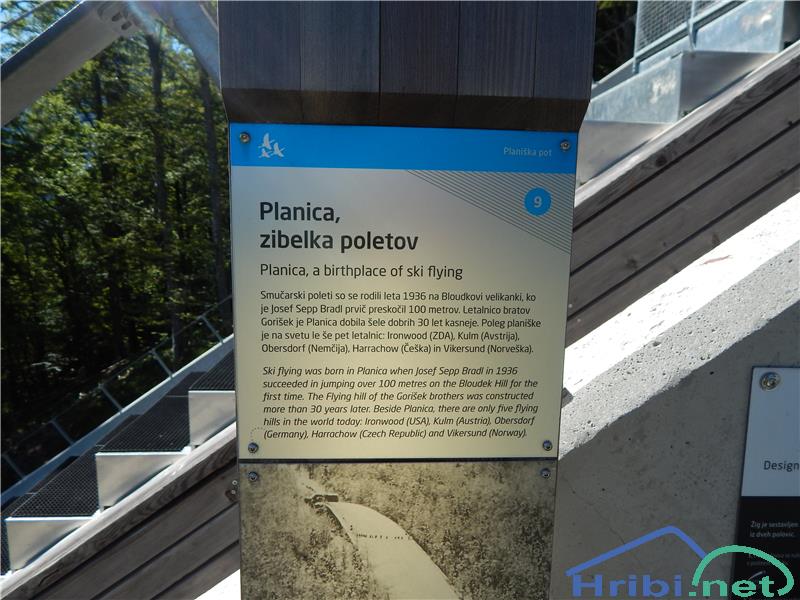 Planiška pot
9
Planica,
zibelka poletov
Planica, a birthplace of ski flying
Smučarski poleti so se rodili leta 1936 na Bloudkovi velikanki, ko
je Josef Sepp Bradl prvič preskočil 100 metrov. Letalnico bratov
Gorišek je Planica dobila šele dobrih 30 let kasneje. Poleg planiške
je na svetu le še pet letalnic: Ironwood (ZDA), Kulm (Avstrija),
Obersdorf (Nemčija), Harrachow (Češka) in Vikersund (Norveška).
Ski flying was born in Planica when Josef Sepp Bradl in 1936
succeeded in jumping over 100 metres on the Bloudek Hill for the
first time. The Flying hill of the Gorišek brothers was constructed
more than 30 years later. Beside Planica, there are only five flying
hills in the world today: Ironwood (USA), Kulm (Austria), Obersdorf
(Germany), Harrachow (Czech Republic) and Vikersund (Norway).
Design
Žig je sestavljen
iz dveh polovic.
Hribi.net